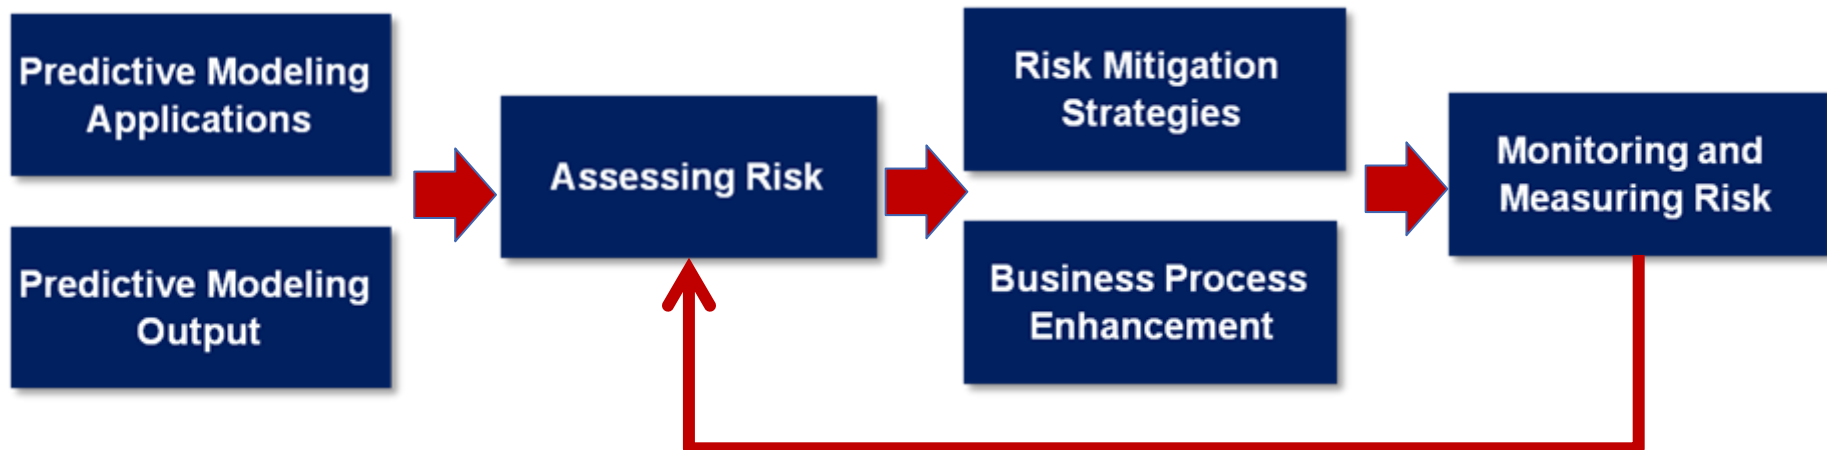 Predictive Modeling
Applications
Predictive Modeling
Output
Assessing Risk
Risk Mitigation
Strategies
Business Process
Enhancement
Monitoring and
Measuring Risk